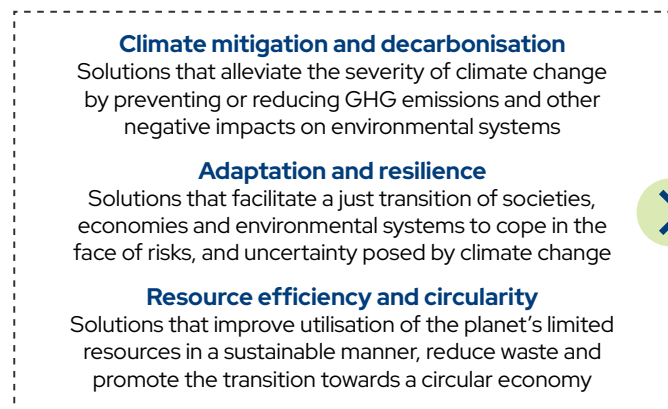 Climate mitigation and decarbonisation
Solutions that alleviate the severity of climate change
by preventing or reducing GHG emissions and other
negative impacts on environmental systems
Adaptation and resilience
Solutions that facilitate a just transition of societies,
economies and environmental systems to cope in the
face of risks, and uncertainty posed by climate change
Resource efficiency and circularity
Solutions that improve utilisation of the planet's limited
resources in a sustainable manner, reduce waste and
promote the transition towards a circular economy